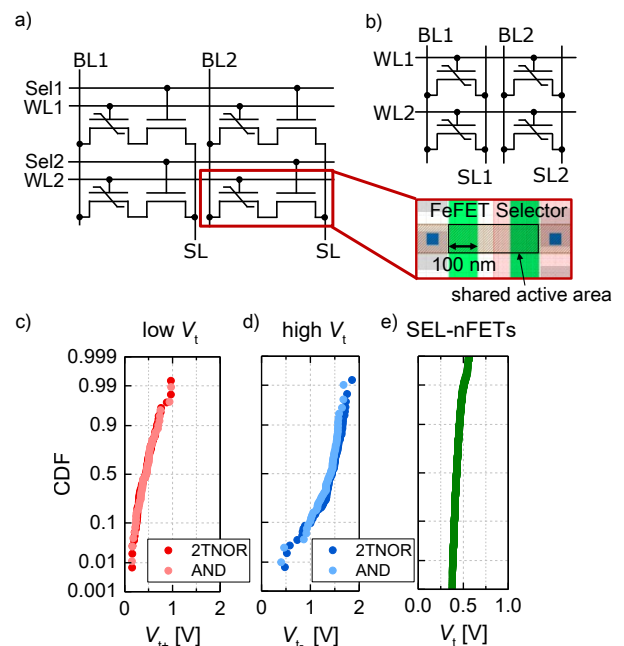 a)
BL1 BL2
Sel1
WL1
Sel2
WL2
SL SL
b)
BL1 BL2
WL1
WL2
SL1 SL2
FeFET Selector
100 nm
shared active area
c) low Vt
d) high Vt
e) SEL-nFETs
CDF
0.999
0.99
0.9
0.5
0.1
0.01
0.001
2TNOR
AND
0 1 2
Vt+ [V]
2TNOR
AND
0 1 2
Vt- [V]
0.0 0.5 1.0
Vt [V]